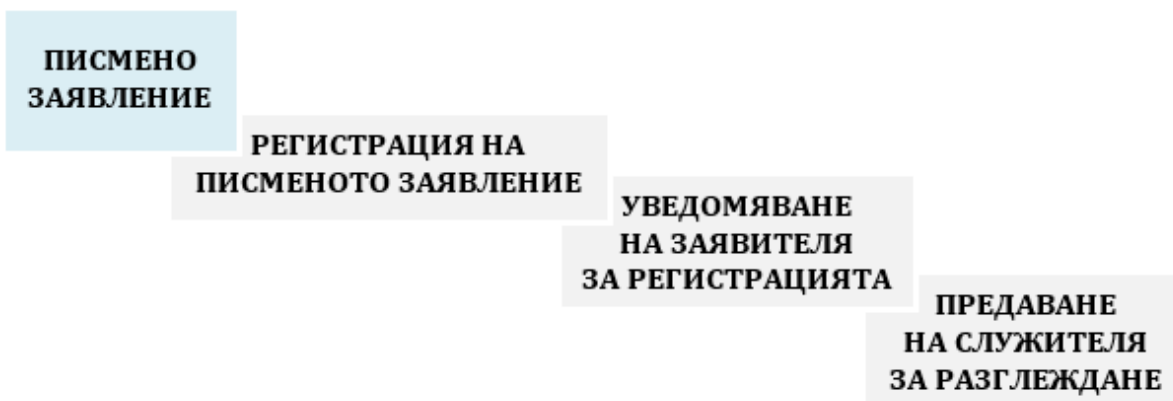 ПИСМЕНО
ЗАЯВЛЕНИЕ
РЕГИСТРАЦИЯ НА
ПИСМЕНОТО ЗАЯВЛЕНИЕ
УВЕДОМЯВАНЕ
НА ЗАЯВИТЕЛЯ
ЗА РЕГИСТРАЦИЯТА
ПРЕДАВАНЕ
НА СЛУЖИТЕЛЯ
ЗА РАЗГЛЕЖДАНЕ